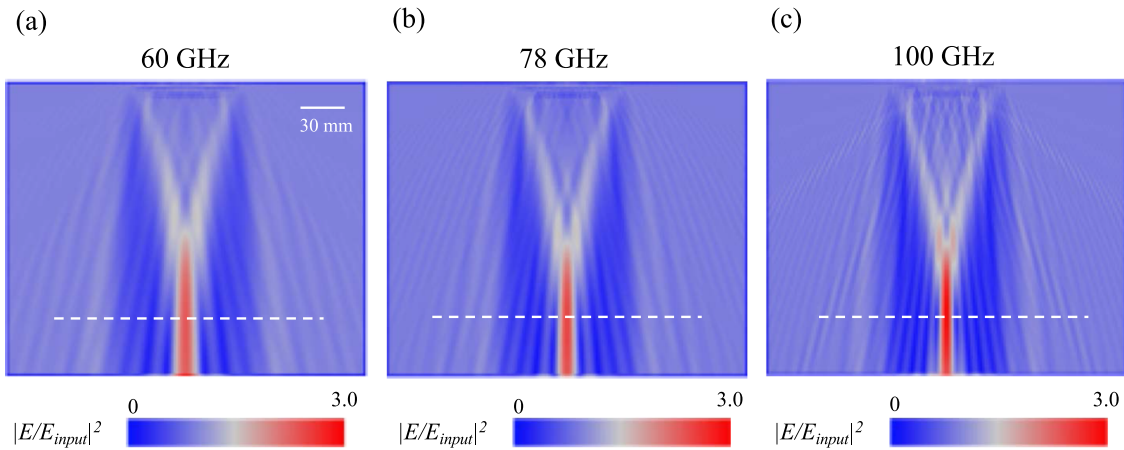 (a)
(b)
(c)
60 GHz
78 GHz
100 GHz
30 mm
0
3.0
|E/E_input|²
0
3.0
|E/E_input|²
0
3.0
|E/E_input|²